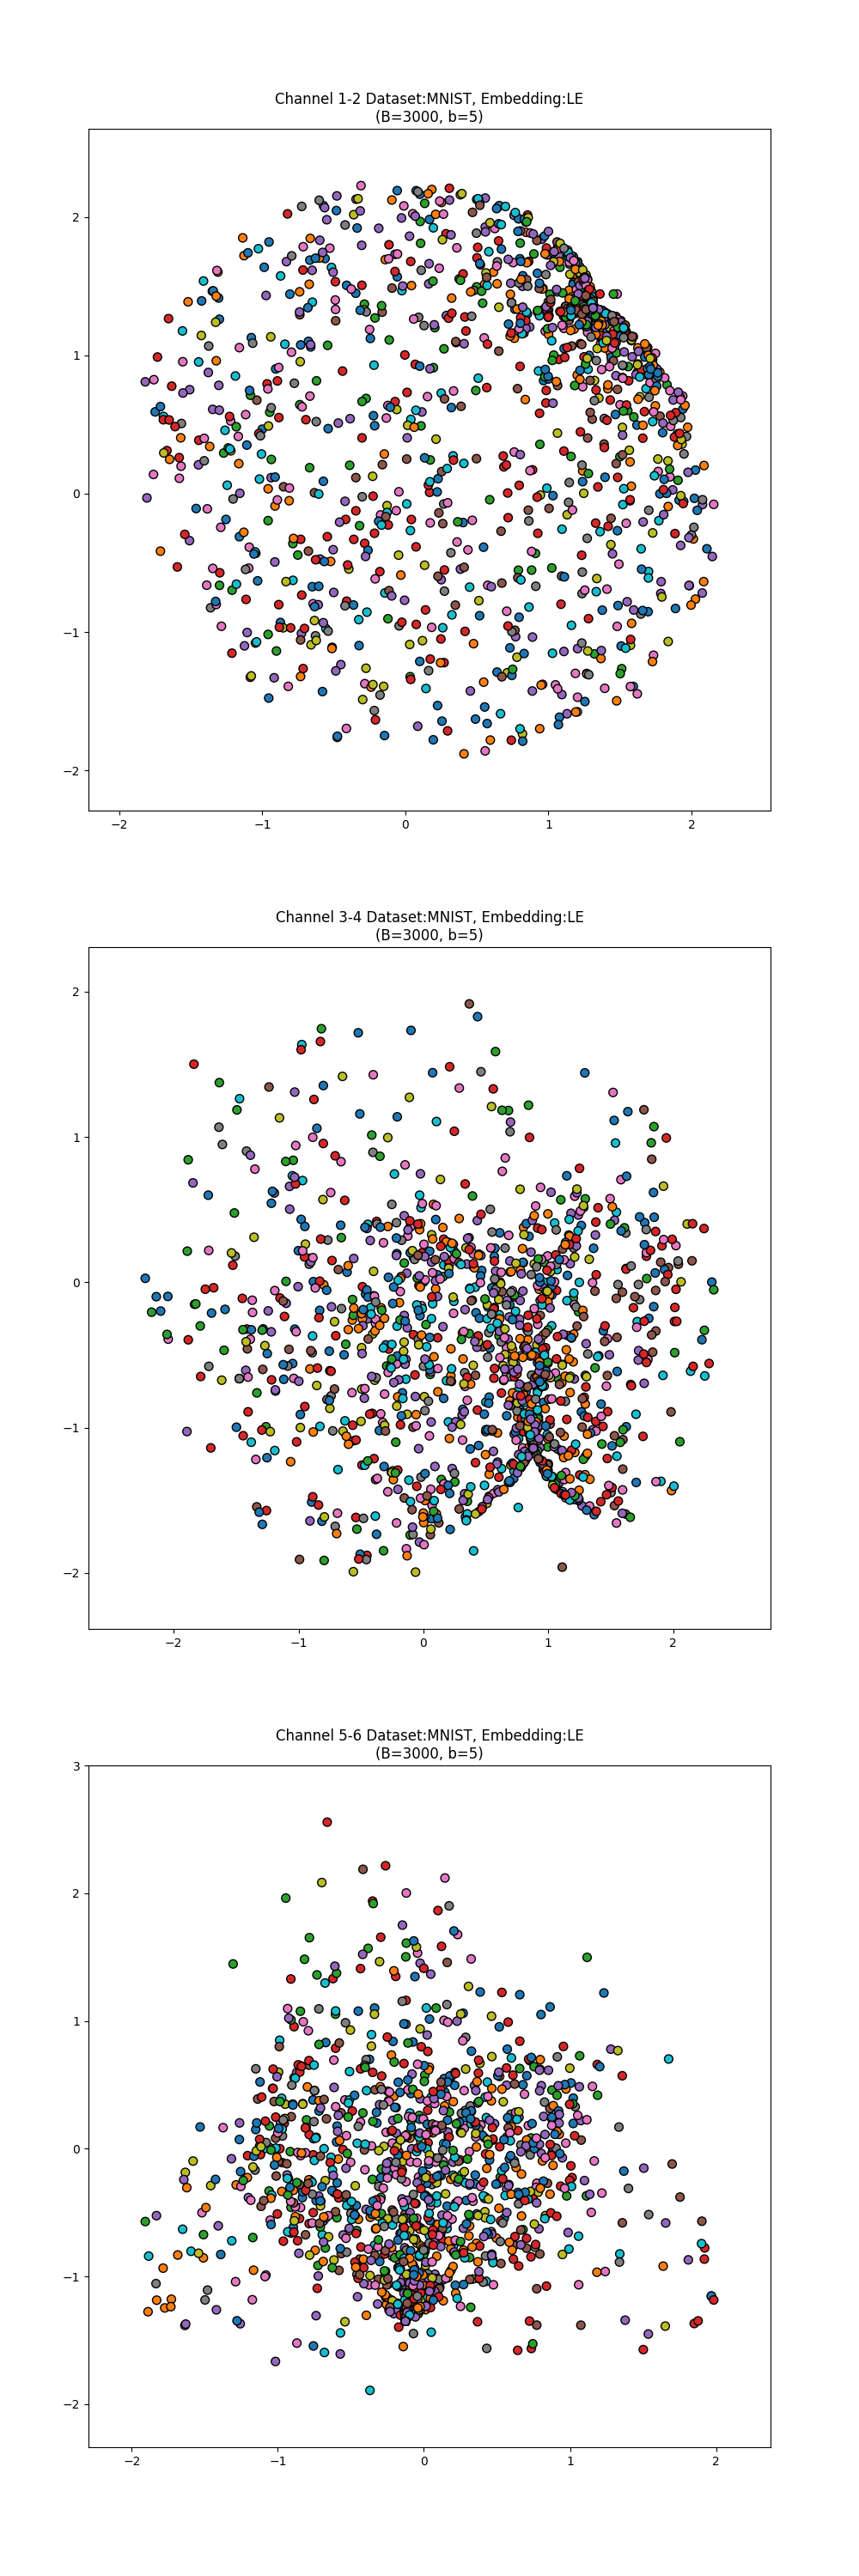 Channel 1-2 Dataset:MNIST, Embedding:LE
(B=3000, b=5)
2
1
0
−1
−2
−2 −1 0 1 2
Channel 3-4 Dataset:MNIST, Embedding:LE
(B=3000, b=5)
2
1
0
−1
−2
−2 −1 0 1 2
Channel 5-6 Dataset:MNIST, Embedding:LE
(B=3000, b=5)
3
2
1
0
−1
−2
−2 −1 0 1 2